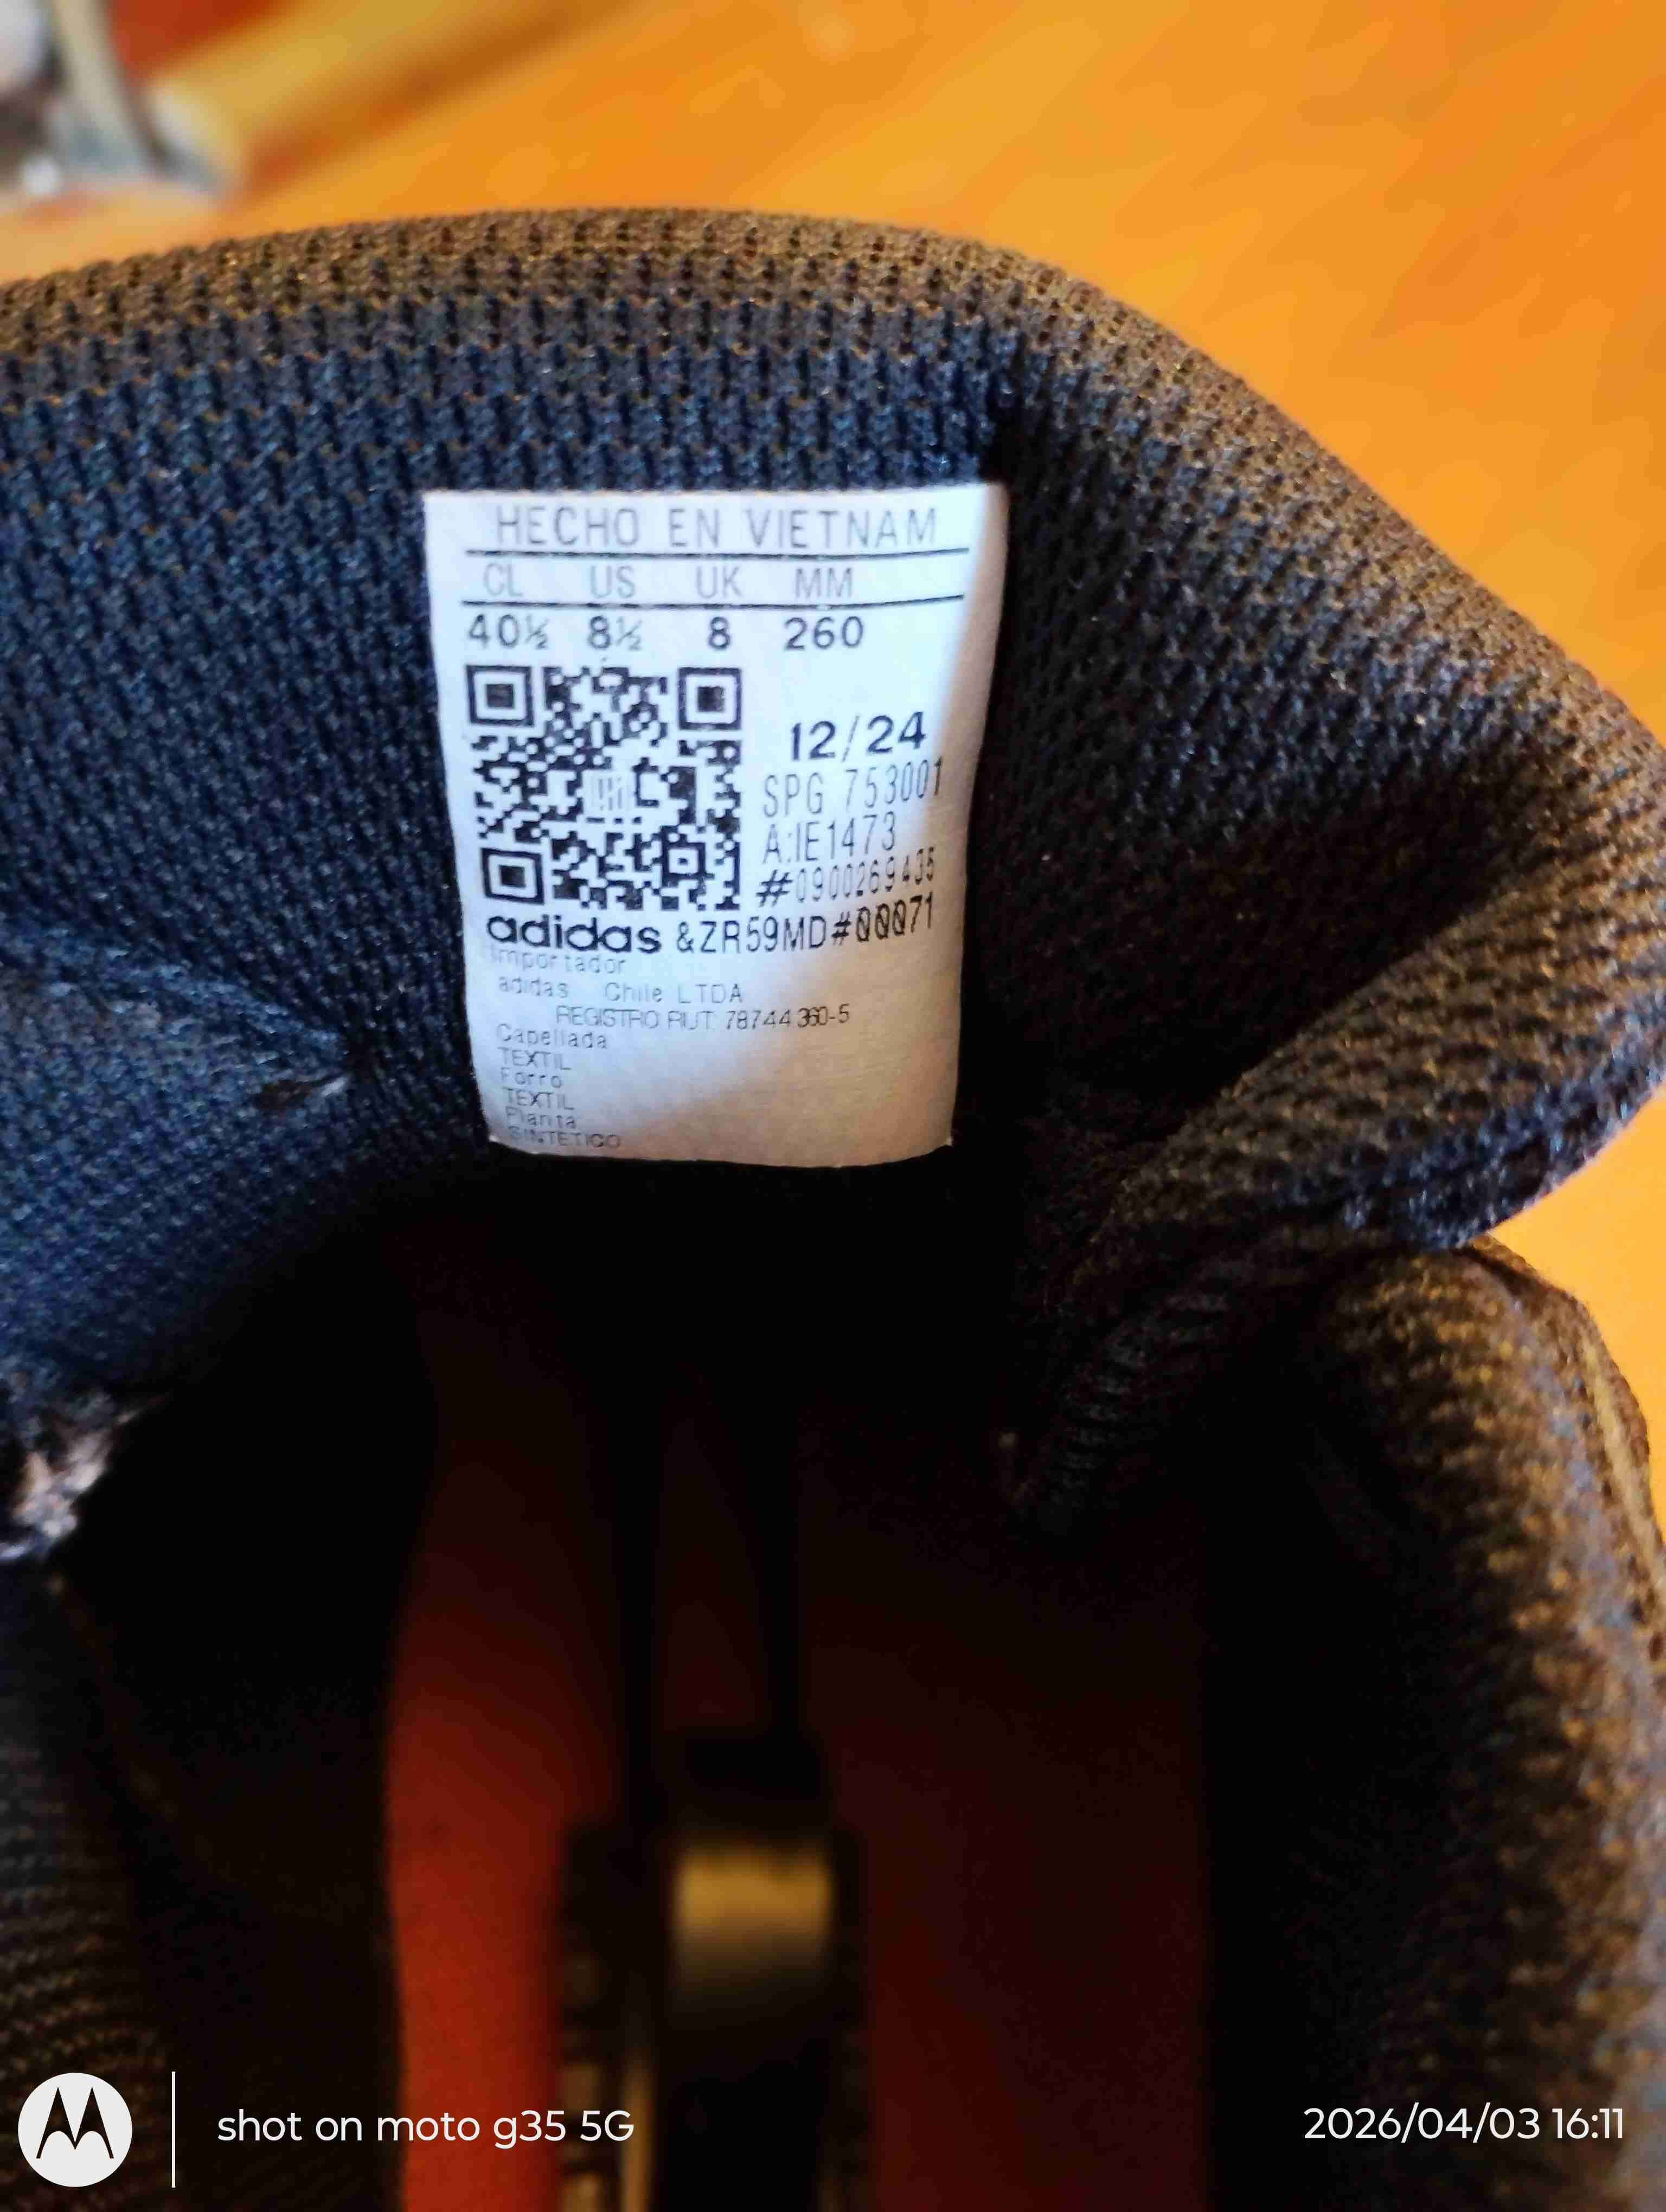 HECHO EN VIETNAM
CL US UK MM
40½ 8½ 8 260
12/24
SPG 753001
A:IE1473
#0900269435
adidas &ZR59MD#00071
Importador
adidas Chile LTDA
REGISTRO RUT: 78744360-5
Capellada
TEXTIL
Forro
TEXTIL
Planta
SINTETICO
shot on moto g35 5G
2026/04/03 16:11